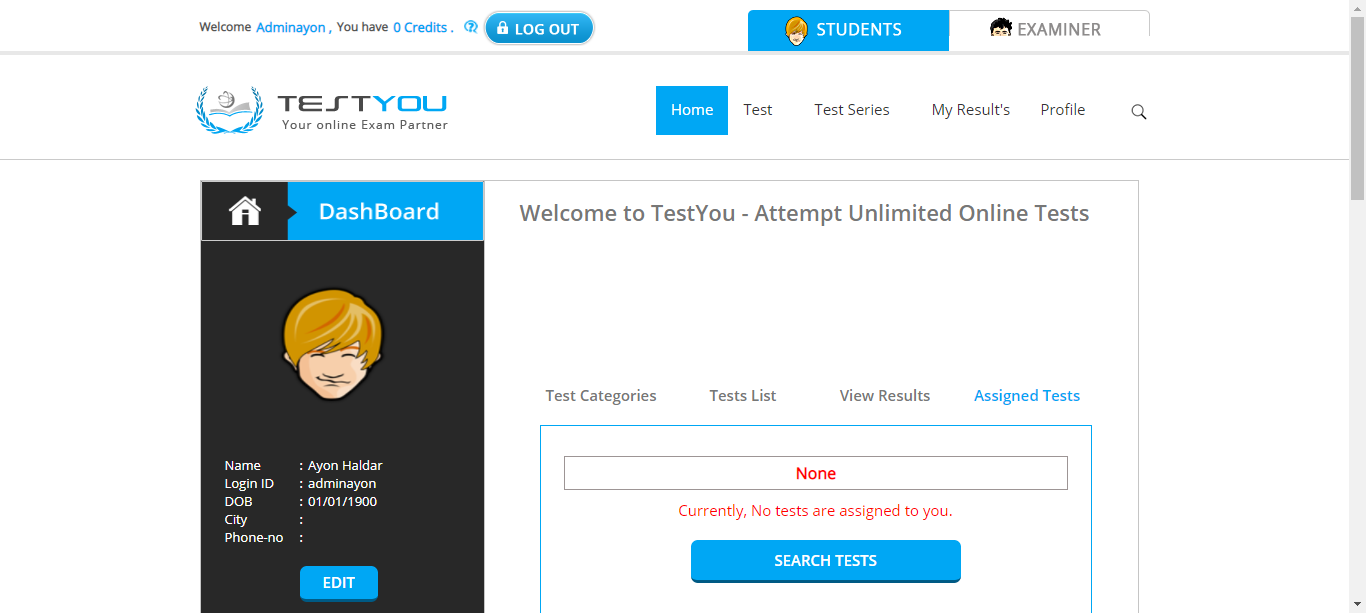 Welcome Adminayon , You have 0 Credits . LOG OUT
STUDENTS
EXAMINER
TESTYOU
Your online Exam Partner
Home
Test
Test Series
My Result's
Profile
DashBoard
Name : Ayon Haldar
Login ID : adminayon
DOB : 01/01/1900
City :
Phone-no :
EDIT
Welcome to TestYou - Attempt Unlimited Online Tests
Test Categories
Tests List
View Results
Assigned Tests
None
Currently, No tests are assigned to you.
SEARCH TESTS